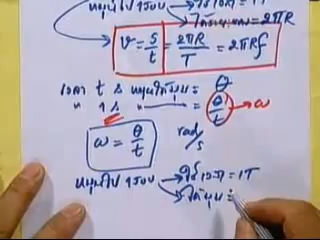 หมุนไป 1 รอบ → ใช้เวลา = 1T
→ ได้ระยะทาง = 2πR
v = s/t = 2πR/T = 2πRf
เวลา t s หมุนได้มุม = θ
" 1 s " = θ/t → ω
ω = θ/t rad/s
หมุนไป 1 รอบ → ใช้เวลา = 1T
→ ได้มุม =